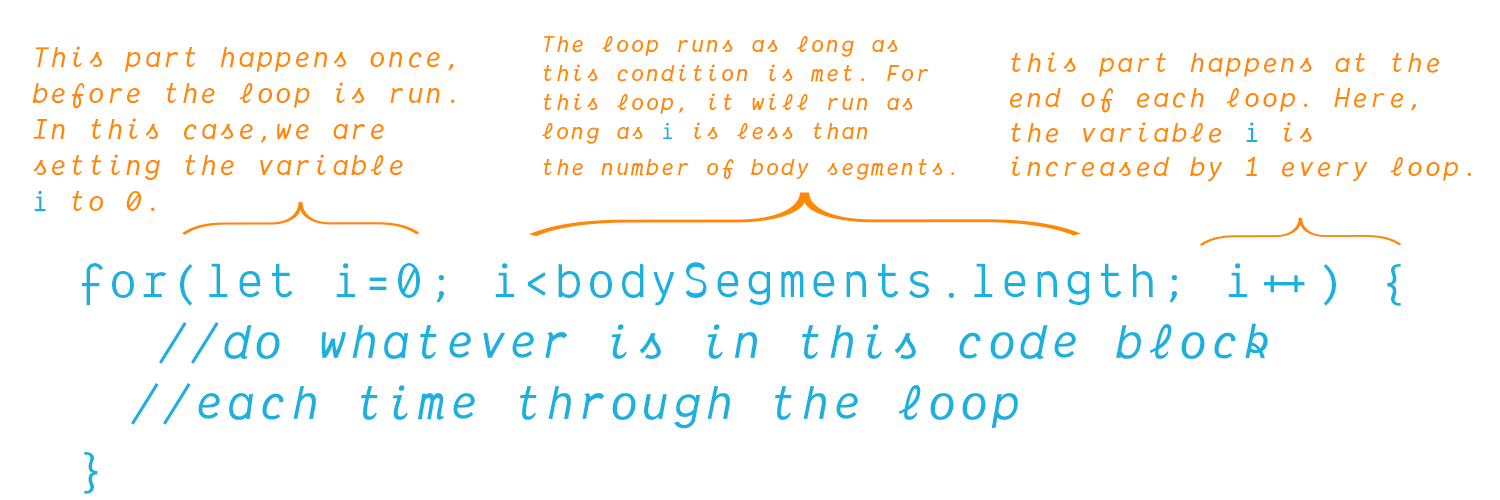 This part happens once,
before the loop is run.
In this case,we are
setting the variable
i to 0.
The loop runs as long as
this condition is met. For
this loop, it will run as
long as i is less than
the number of body segments.
this part happens at the
end of each loop. Here,
the variable i is
increased by 1 every loop.
for(let i=0; i<bodySegments.length; i++) {
//do whatever is in this code block
//each time through the loop
}